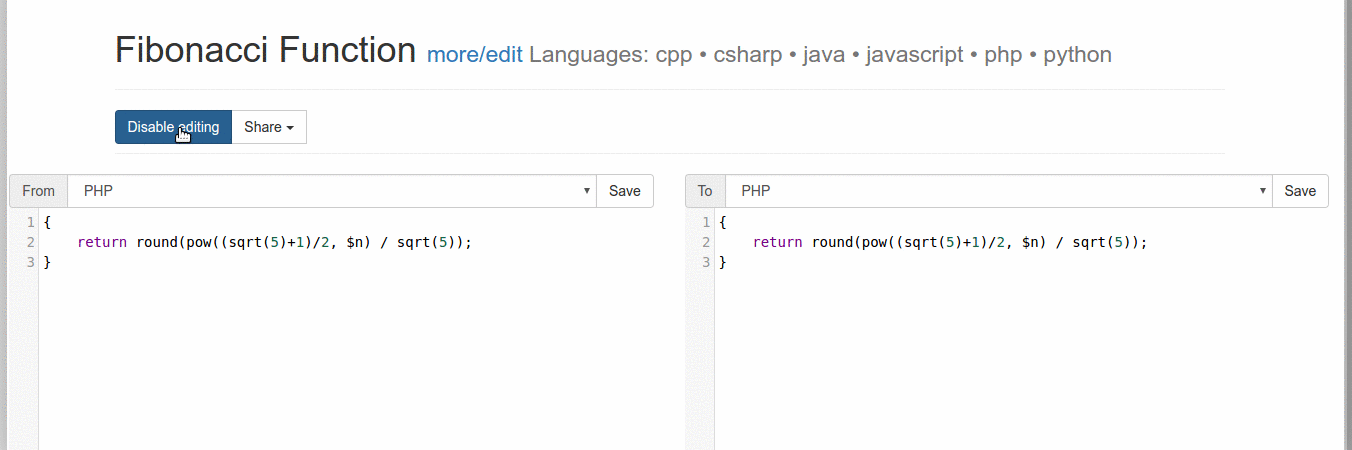 Fibonacci Function more/edit Languages: cpp • csharp • java • javascript • php • python
Disable editing Share
From PHP Save
1 {
2     return round(pow((sqrt(5)+1)/2, $n) / sqrt(5));
3 }
To PHP Save
1 {
2     return round(pow((sqrt(5)+1)/2, $n) / sqrt(5));
3 }